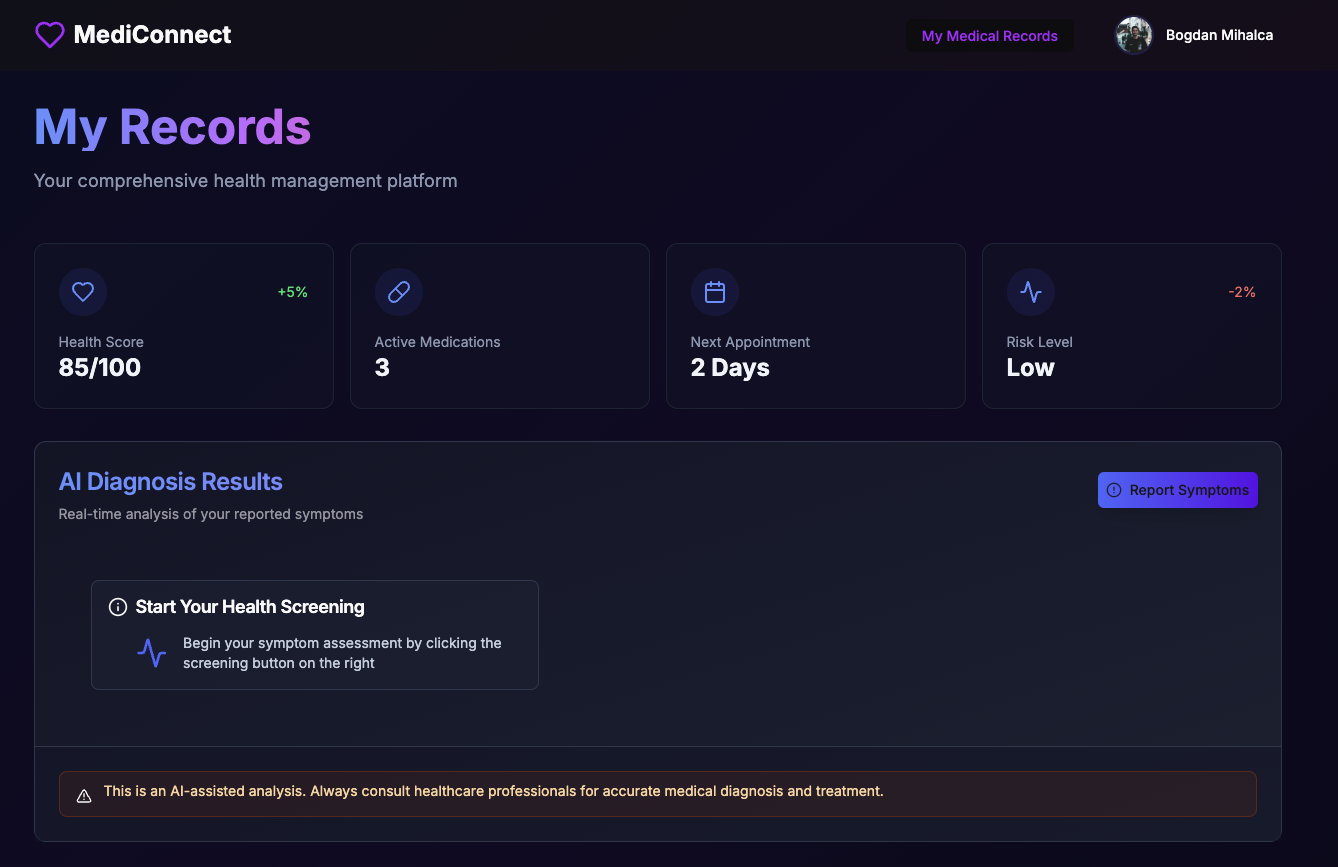 MediConnect
My Medical Records
Bogdan Mihalca
My Records
Your comprehensive health management platform
+5%
Health Score
85/100
Active Medications
3
Next Appointment
2 Days
-2%
Risk Level
Low
AI Diagnosis Results
Report Symptoms
Real-time analysis of your reported symptoms
Start Your Health Screening
Begin your symptom assessment by clicking the
screening button on the right
This is an AI-assisted analysis. Always consult healthcare professionals for accurate medical diagnosis and treatment.